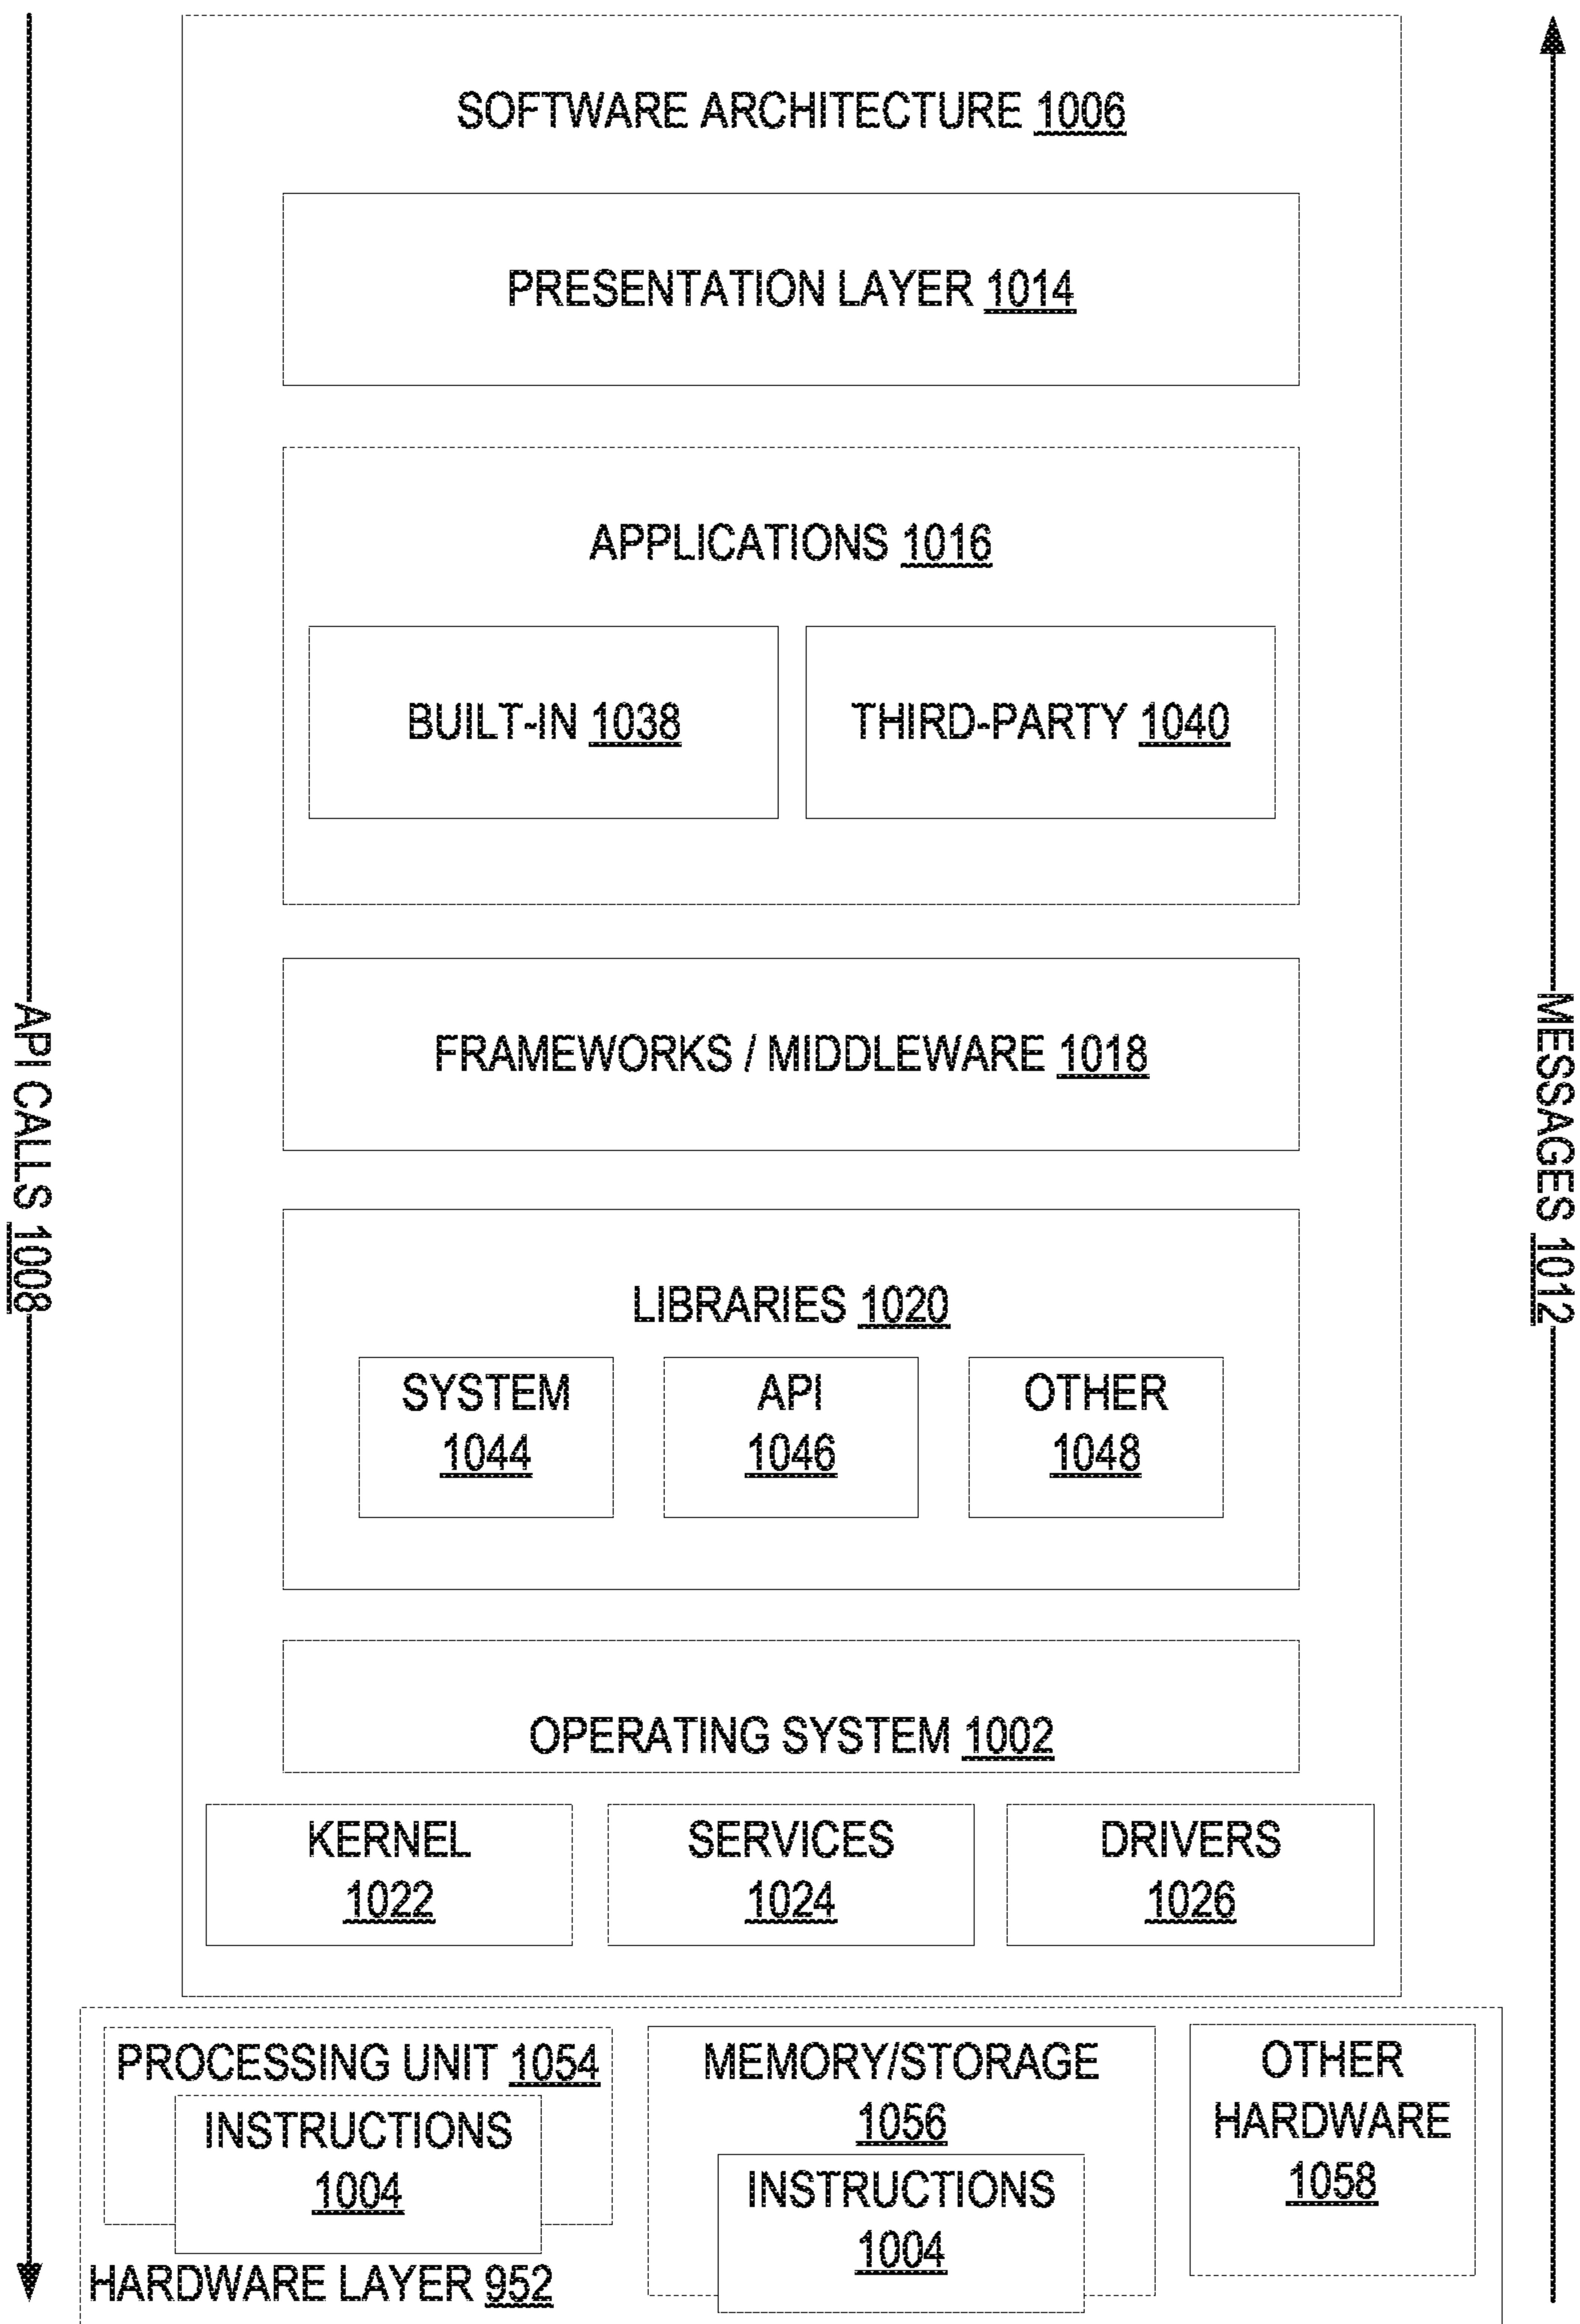 SOFTWARE ARCHITECTURE 1006
PRESENTATION LAYER 1014
APPLICATIONS 1016
BUILT-IN 1038
THIRD-PARTY 1040
FRAMEWORKS / MIDDLEWARE 1018
API CALLS 1008
MESSAGES 1012
LIBRARIES 1020
SYSTEM
1044
API
1046
OTHER
1048
OPERATING SYSTEM 1002
KERNEL
1022
SERVICES
1024
DRIVERS
1026
PROCESSING UNIT 1054
INSTRUCTIONS
1004
MEMORY/STORAGE
1056
INSTRUCTIONS
1004
OTHER
HARDWARE
1058
HARDWARE LAYER 952